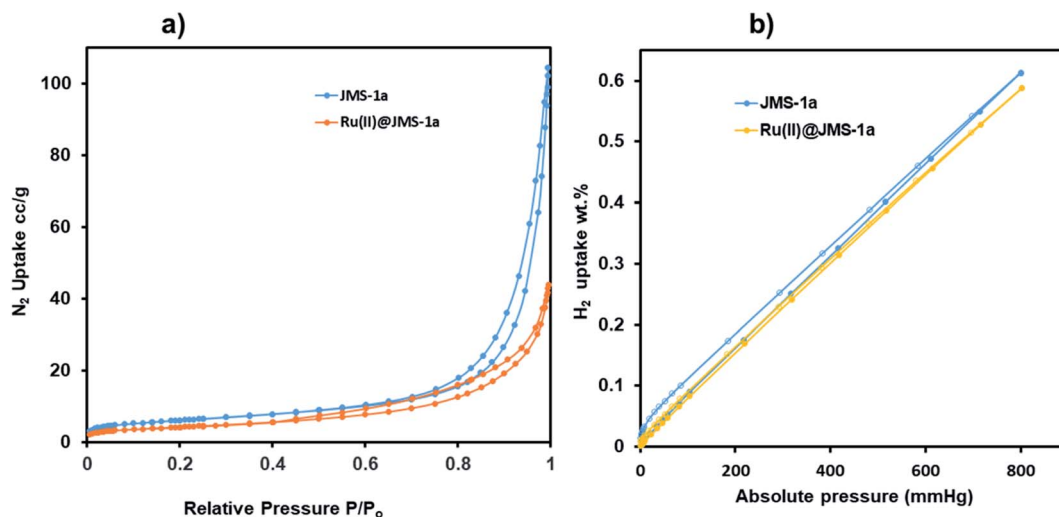 a)
N₂ Uptake cc/g
100
80
60
40
20
0
JMS-1a
Ru(II)@JMS-1a
0 0.2 0.4 0.6 0.8 1
Relative Pressure P/Pₒ
b)
H₂ uptake wt.%
0.6
0.5
0.4
0.3
0.2
0.1
0
JMS-1a
Ru(II)@JMS-1a
0 200 400 600 800
Absolute pressure (mmHg)